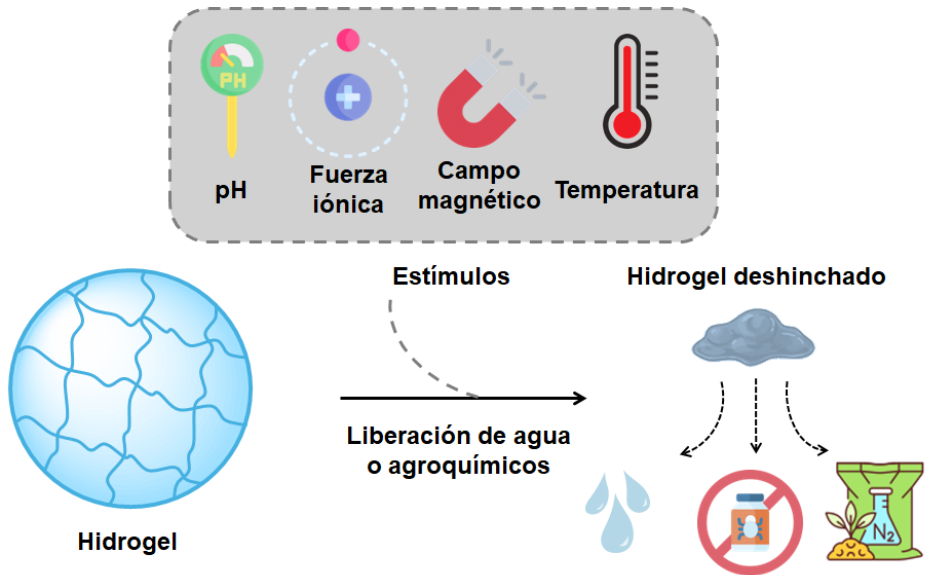 PH
pH
Fuerza
iónica
Campo
magnético
Temperatura
Estímulos
Hidrogel deshinchado
Liberación de agua
o agroquímicos
N2
Hidrogel